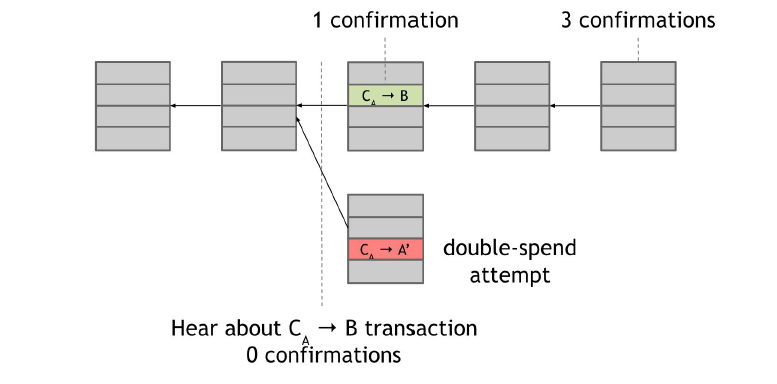 1 confirmation
3 confirmations
C_A → B
C_A → A'
double-spend
attempt
Hear about C_A → B transaction
0 confirmations